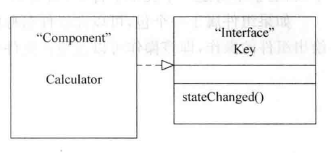 “Component”
Calculator
“Interface”
Key
stateChanged()